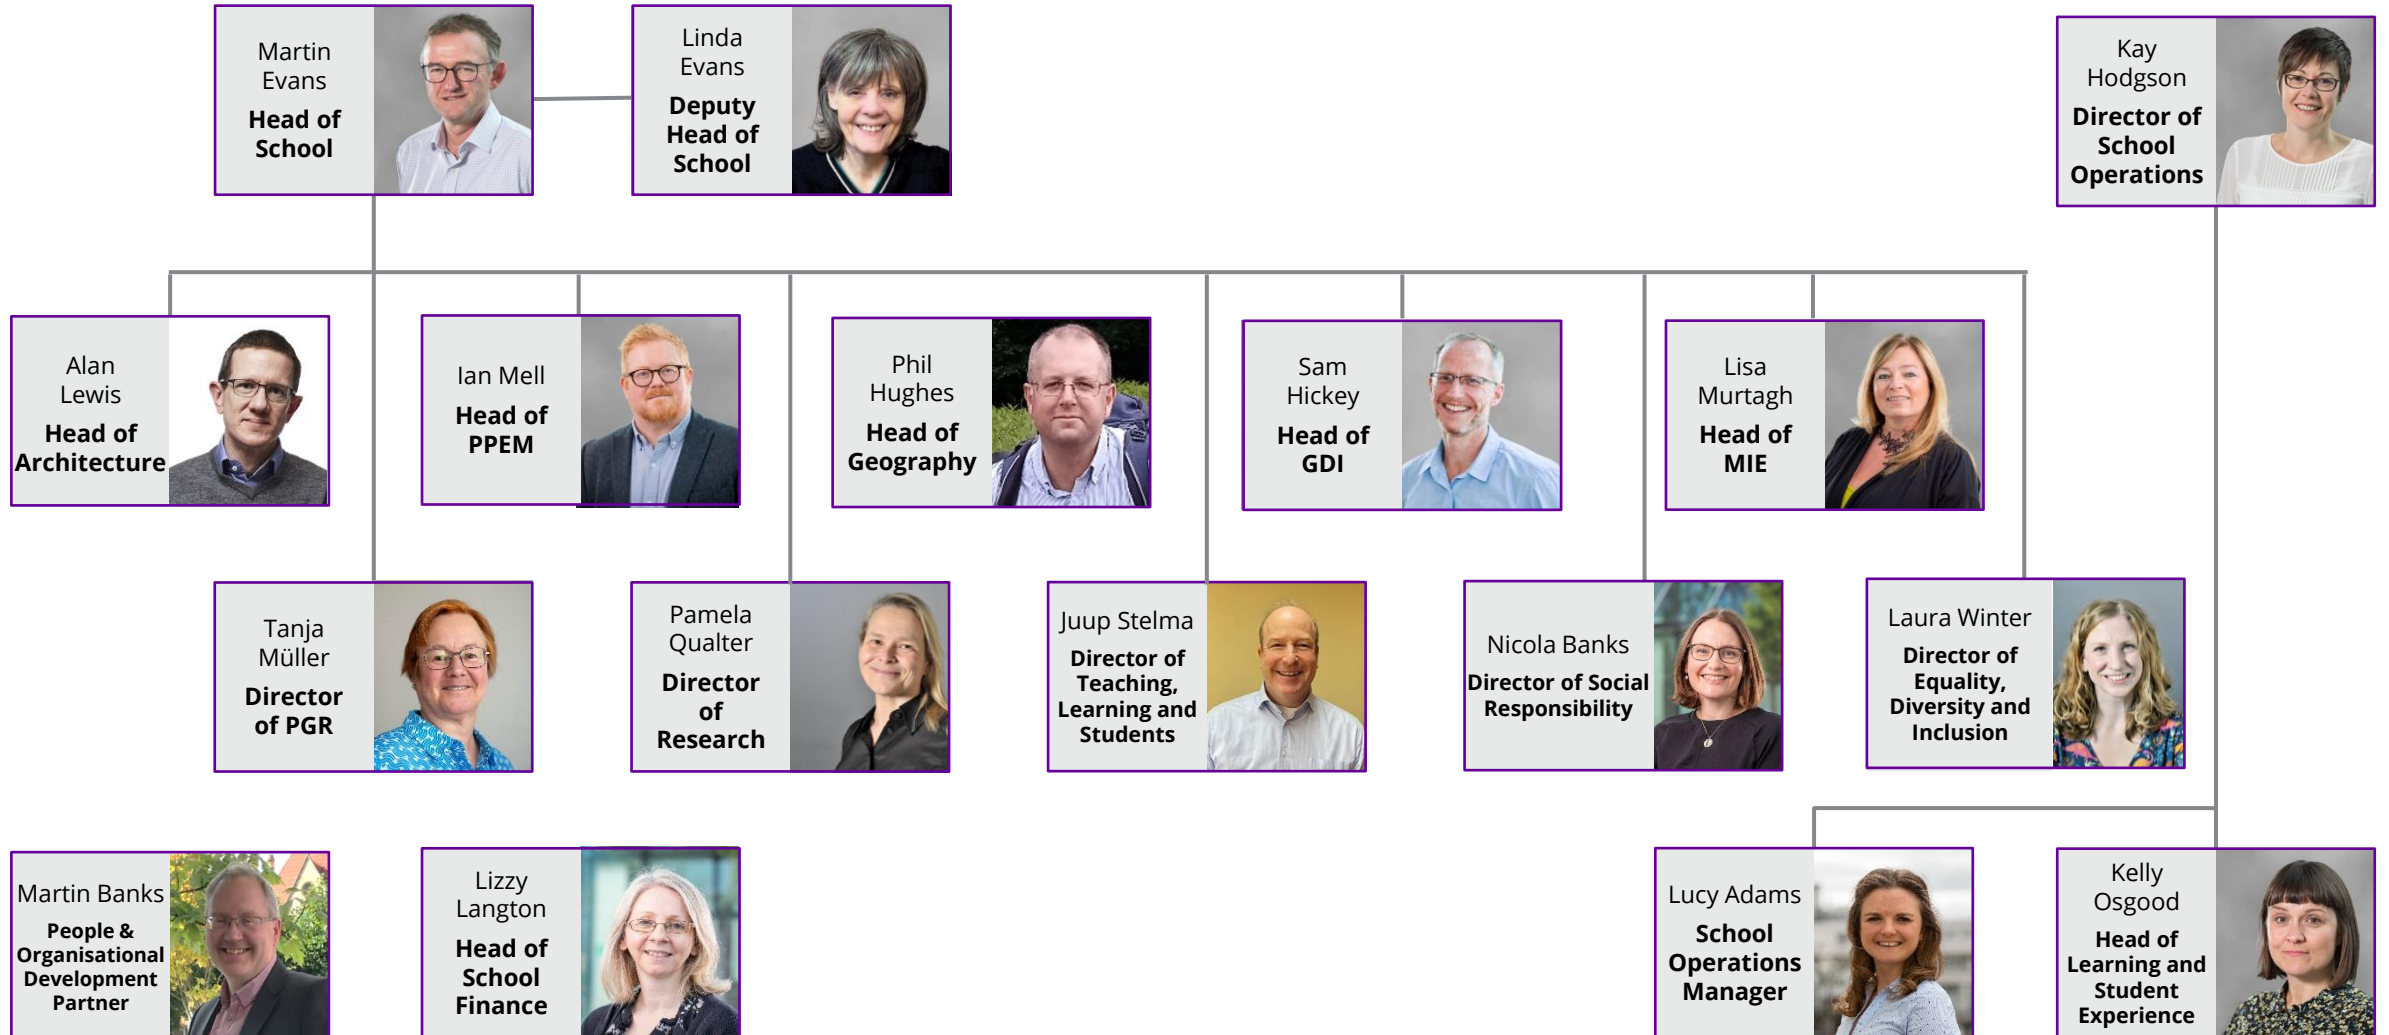 Martin
Evans
Head of
School
Linda
Evans
Deputy
Head of
School
Kay
Hodgson
Director of
School
Operations
Alan
Lewis
Head of
Architecture
Ian Mell
Head of
PPEM
Phil
Hughes
Head of
Geography
Sam
Hickey
Head of
GDI
Lisa
Murtagh
Head of
MIE
Tanja
Müller
Director
of PGR
Pamela
Qualter
Director
of
Research
Juup Stelma
Director of
Teaching,
Learning and
Students
Nicola Banks
Director of Social
Responsibility
Laura Winter
Director of
Equality,
Diversity and
Inclusion
Martin Banks
People &
Organisational
Development
Partner
Lizzy
Langton
Head of
School
Finance
Lucy Adams
School
Operations
Manager
Kelly
Osgood
Head of
Learning and
Student
Experience